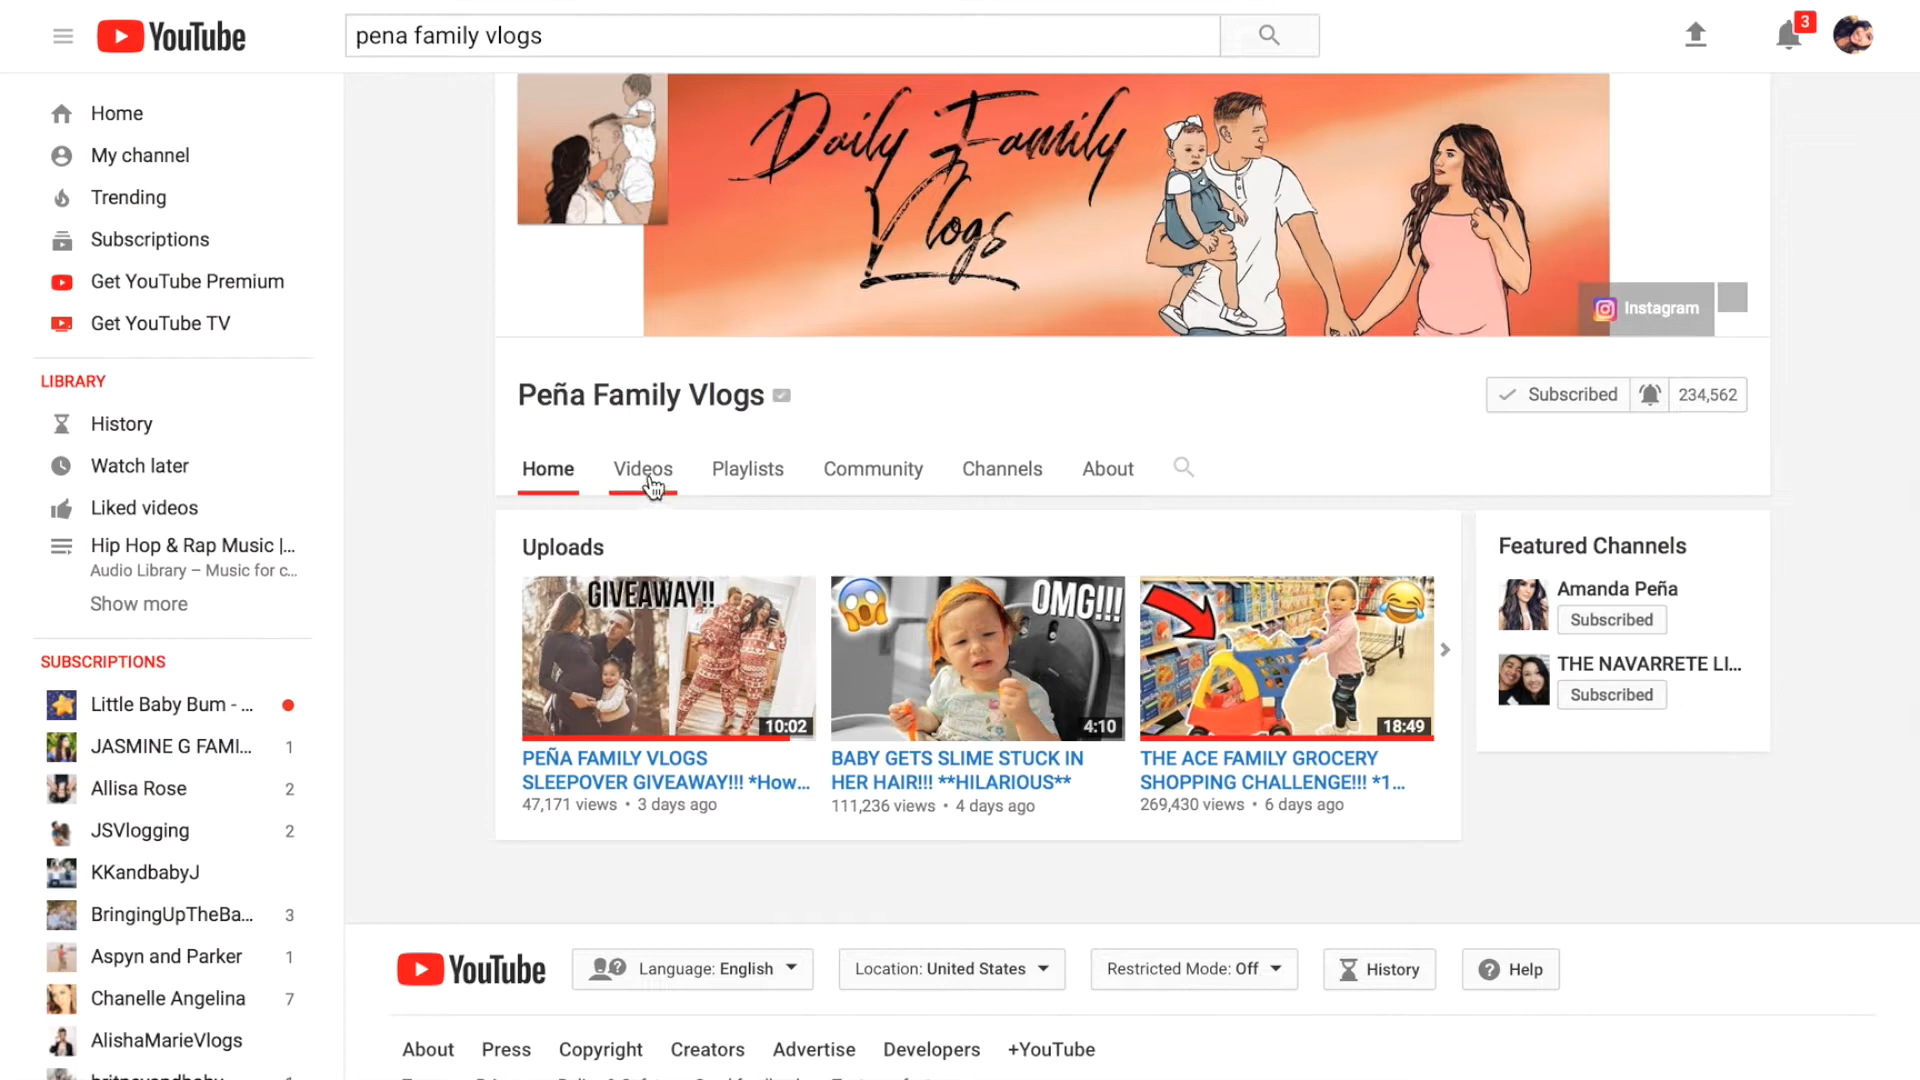 YouTube
pena family vlogs
3
Home
My channel
Trending
Subscriptions
Get YouTube Premium
Get YouTube TV
LIBRARY
History
Watch later
Liked videos
Hip Hop & Rap Music |...
Audio Library – Music for c...
Show more
SUBSCRIPTIONS
Little Baby Bum - ...
JASMINE G FAMI... 1
Allisa Rose 2
JSVlogging 2
KKandbabyJ
BringingUpTheBa... 3
Aspyn and Parker 1
Chanelle Angelina 7
AlishaMarieVlogs
Daily Family
Vlogs
Instagram
Peña Family Vlogs
Subscribed 234,562
Home Videos Playlists Community Channels About
Uploads
GIVEAWAY!!
10:02
PEÑA FAMILY VLOGS
SLEEPOVER GIVEAWAY!!! *How...
47,171 views • 3 days ago
OMG!!!
4:10
BABY GETS SLIME STUCK IN
HER HAIR!!! **HILARIOUS**
111,236 views • 4 days ago
18:49
THE ACE FAMILY GROCERY
SHOPPING CHALLENGE!!! *1...
269,430 views • 6 days ago
Featured Channels
Amanda Peña
Subscribed
THE NAVARRETE LI...
Subscribed
YouTube
Language: English
Location: United States
Restricted Mode: Off
History
Help
About Press Copyright Creators Advertise Developers +YouTube